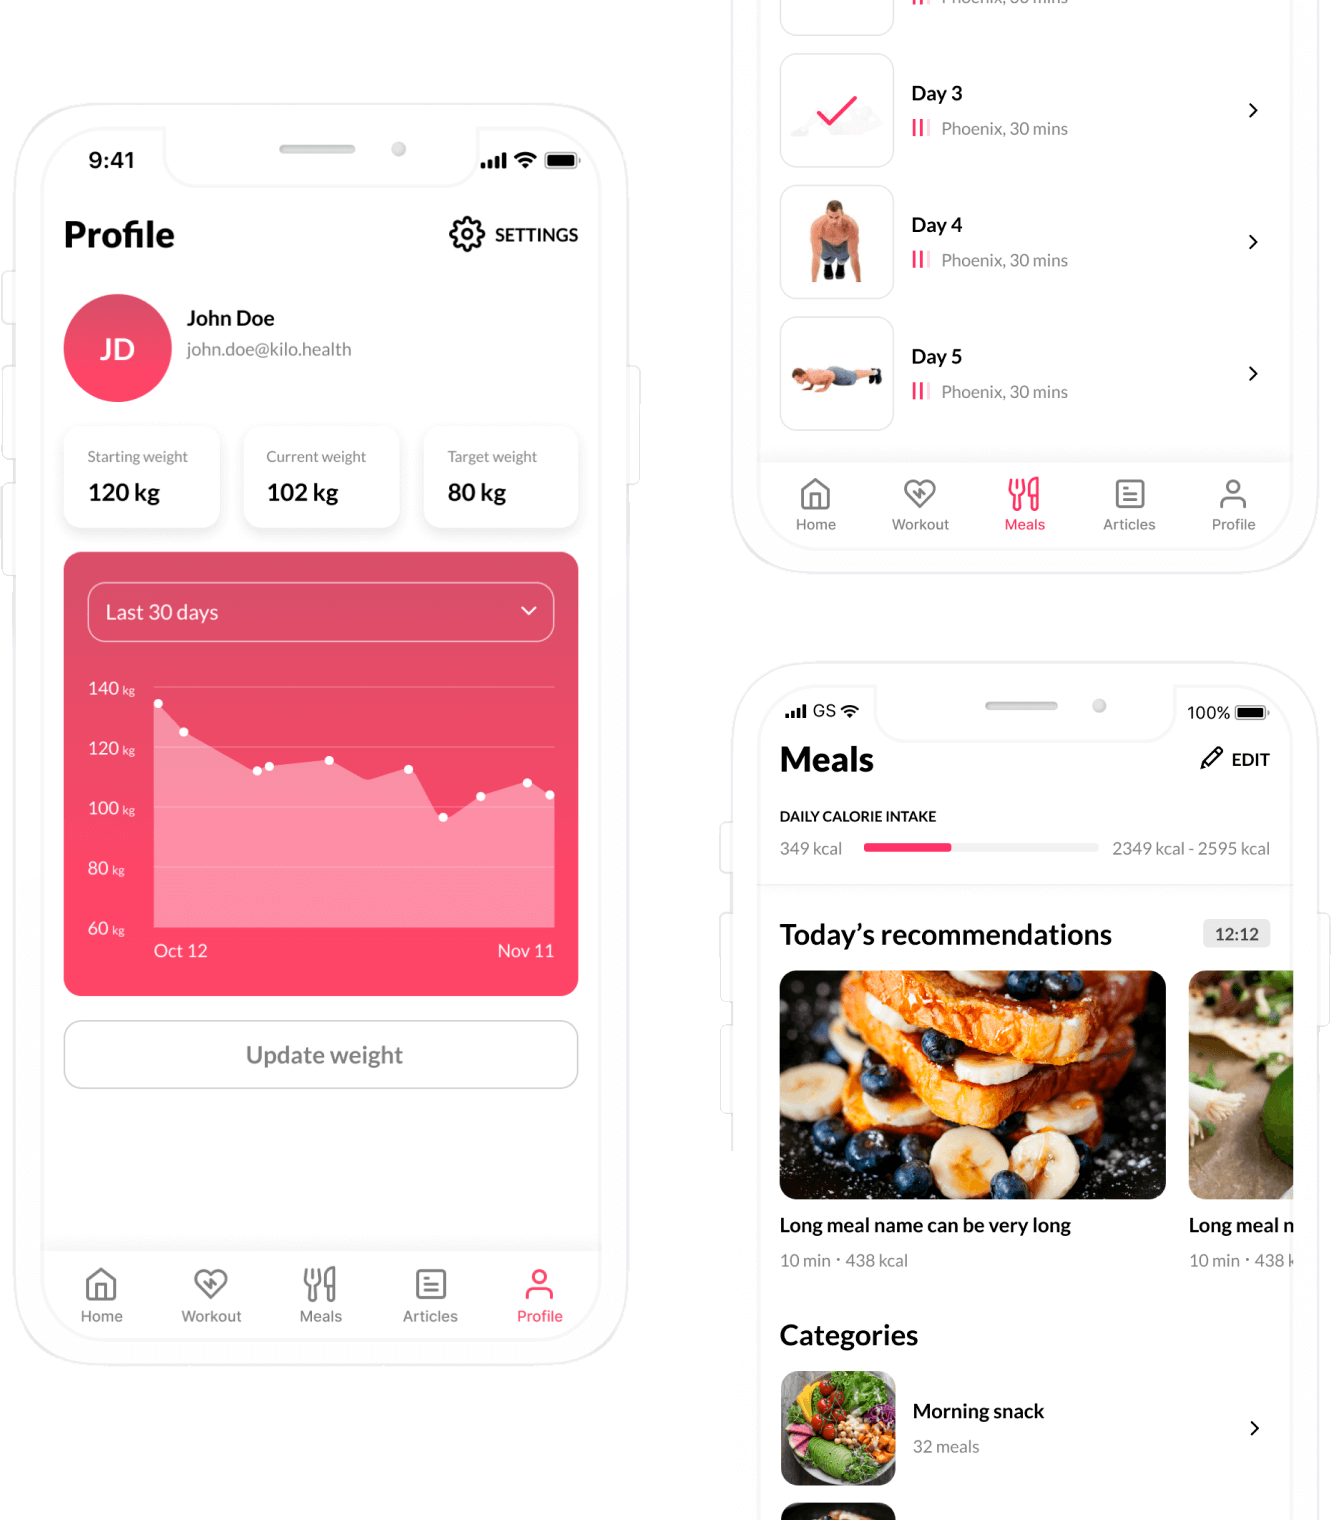 9:41
Profile
SETTINGS
JD
John Doe
john.doe@kilo.health
Starting weight
120 kg
Current weight
102 kg
Target weight
80 kg
Last 30 days
140 kg
120 kg
100 kg
80 kg
60 kg
Oct 12
Nov 11
Update weight
Home
Workout
Meals
Articles
Profile
Phoenix, 30 mins
Day 3
Phoenix, 30 mins
Day 4
Phoenix, 30 mins
Day 5
Phoenix, 30 mins
Home
Workout
Meals
Articles
Profile
GS
100%
Meals
EDIT
DAILY CALORIE INTAKE
349 kcal
2349 kcal - 2595 kcal
Today's recommendations
12:12
Long meal name can be very long
10 min • 438 kcal
Long meal n
10 min • 438 k
Categories
Morning snack
32 meals